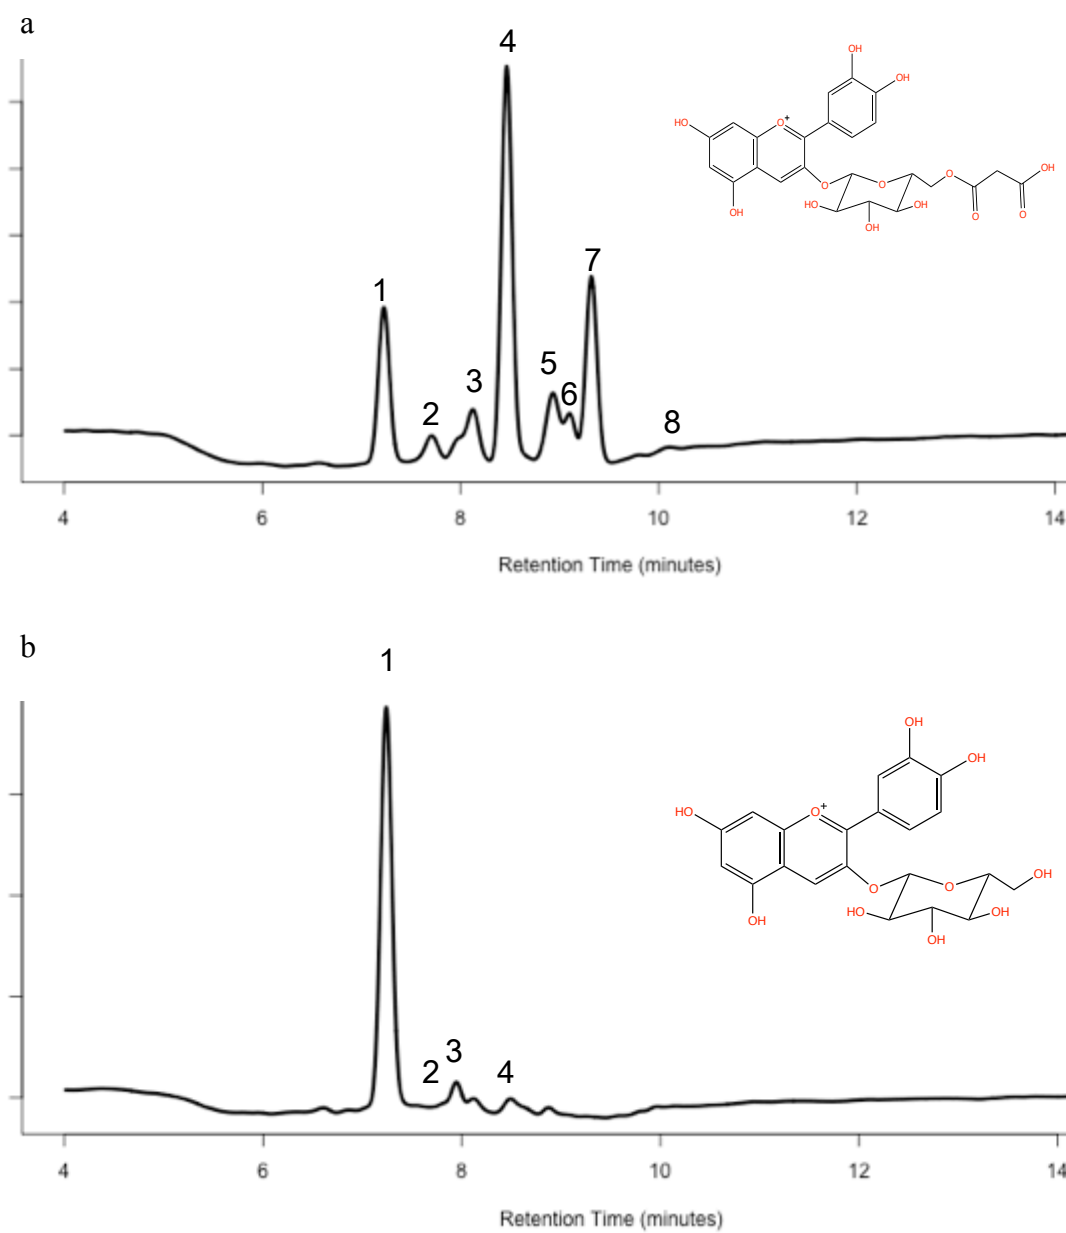 a
4
7
1
5
3
6
2
8
OH
OH
HO
O+
O
O
O
OH
HO
OH
OH
OH
O
O
4 6 8 10 12 14
Retention Time (minutes)
b
1
3
2
4
OH
OH
HO
O+
O
O
OH
HO
OH
OH
OH
4 6 8 10 12 14
Retention Time (minutes)